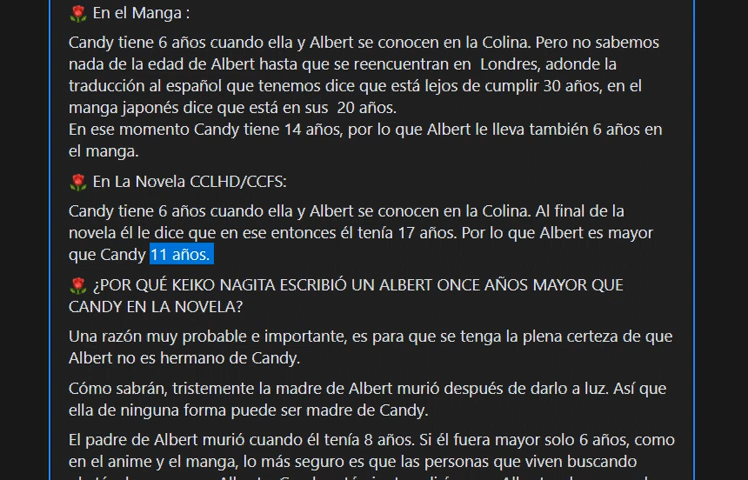 🌹 En el Manga :
Candy tiene 6 años cuando ella y Albert se conocen en la Colina. Pero no sabemos
nada de la edad de Albert hasta que se reencuentran en Londres, adonde la
traducción al español que tenemos dice que está lejos de cumplir 30 años, en el
manga japonés dice que está en sus 20 años.
En ese momento Candy tiene 14 años, por lo que Albert le lleva también 6 años en
el manga.
🌹 En La Novela CCLHD/CCFS:
Candy tiene 6 años cuando ella y Albert se conocen en la Colina. Al final de la
novela él le dice que en ese entonces él tenía 17 años. Por lo que Albert es mayor
que Candy 11 años.
🌹 ¿POR QUÉ KEIKO NAGITA ESCRIBIÓ UN ALBERT ONCE AÑOS MAYOR QUE
CANDY EN LA NOVELA?
Una razón muy probable e importante, es para que se tenga la plena certeza de que
Albert no es hermano de Candy.
Cómo sabrán, tristemente la madre de Albert murió después de darlo a luz. Así que
ella de ninguna forma puede ser madre de Candy.
El padre de Albert murió cuando él tenía 8 años. Si él fuera mayor solo 6 años, como
en el anime y el manga, lo más seguro es que las personas que viven buscando